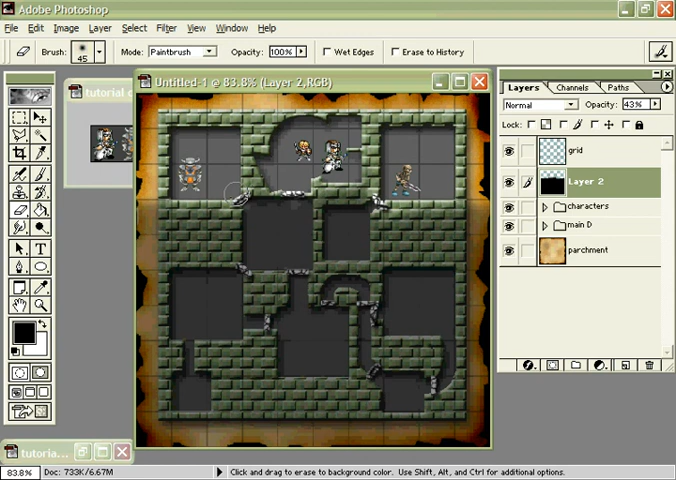 Adobe Photoshop
File Edit Image Layer Select Filter View Window Help
Brush: 45 Mode: Paintbrush Opacity: 100% Wet Edges Erase to History
tutorial
Untitled-1 @ 83.8% (Layer 2,RGB)
Layers Channels Paths
Normal Opacity: 43%
Lock:
grid
Layer 2
characters
main D
parchment
tutoria...
83.8% Doc: 733K/6.67M Click and drag to erase to background color. Use Shift, Alt, and Ctrl for additional options.